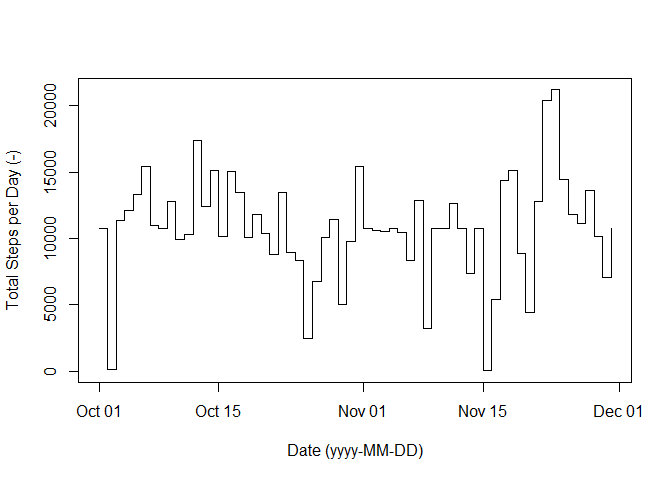 Total Steps per Day (-)
20000
15000
10000
5000
0
Oct 01 Oct 15 Nov 01 Nov 15 Dec 01
Date (yyyy-MM-DD)